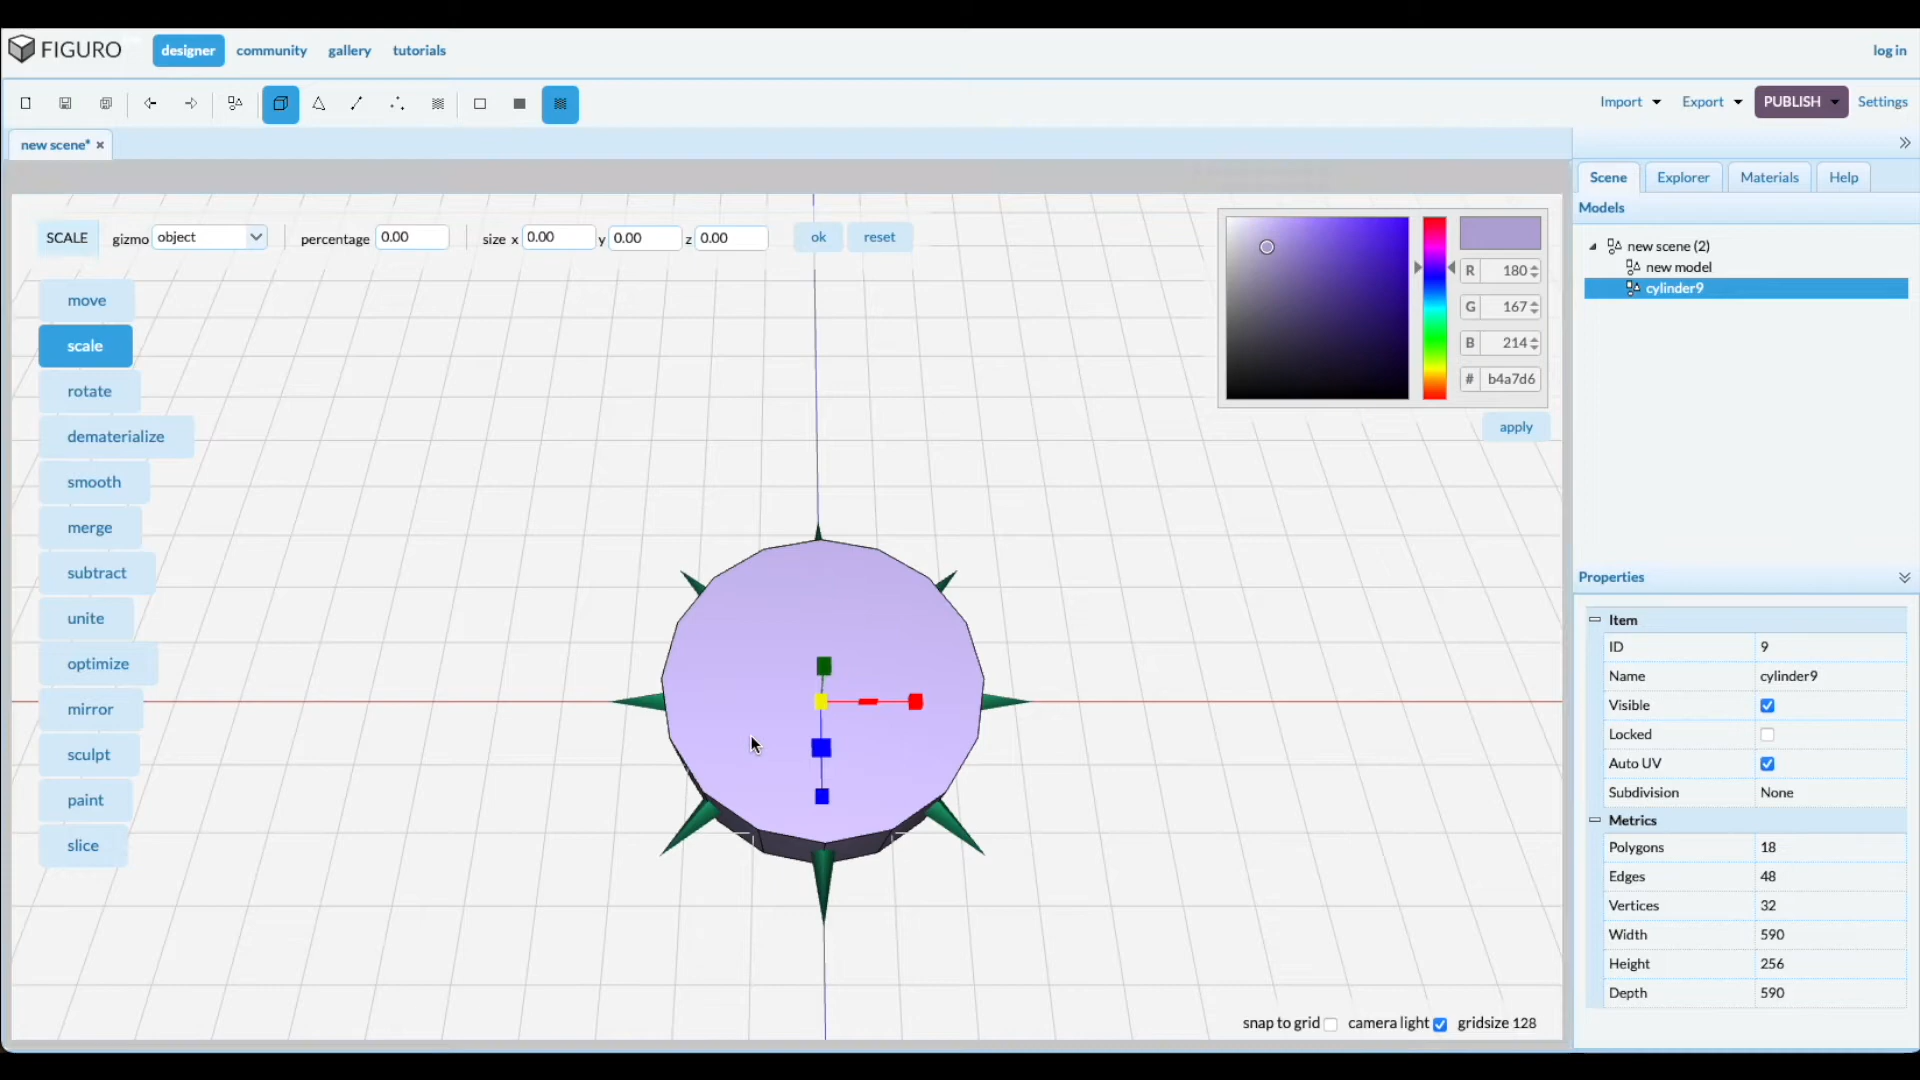 FIGURO designer community gallery tutorials log in
Import Export PUBLISH Settings
new scene* ×
Scene Explorer Materials Help
Models
SCALE gizmo object percentage 0.00 size x 0.00 y 0.00 z 0.00 ok reset
new scene (2)
new model
cylinder9
R 180
G 167
B 214
# b4a7d6
apply
move
scale
rotate
dematerialize
smooth
merge
subtract
unite
optimize
mirror
sculpt
paint
slice
Properties
Item
ID 9
Name cylinder9
Visible
Locked
Auto UV
Subdivision None
Metrics
Polygons 18
Edges 48
Vertices 32
Width 590
Height 256
Depth 590
snap to grid camera light gridsize 128